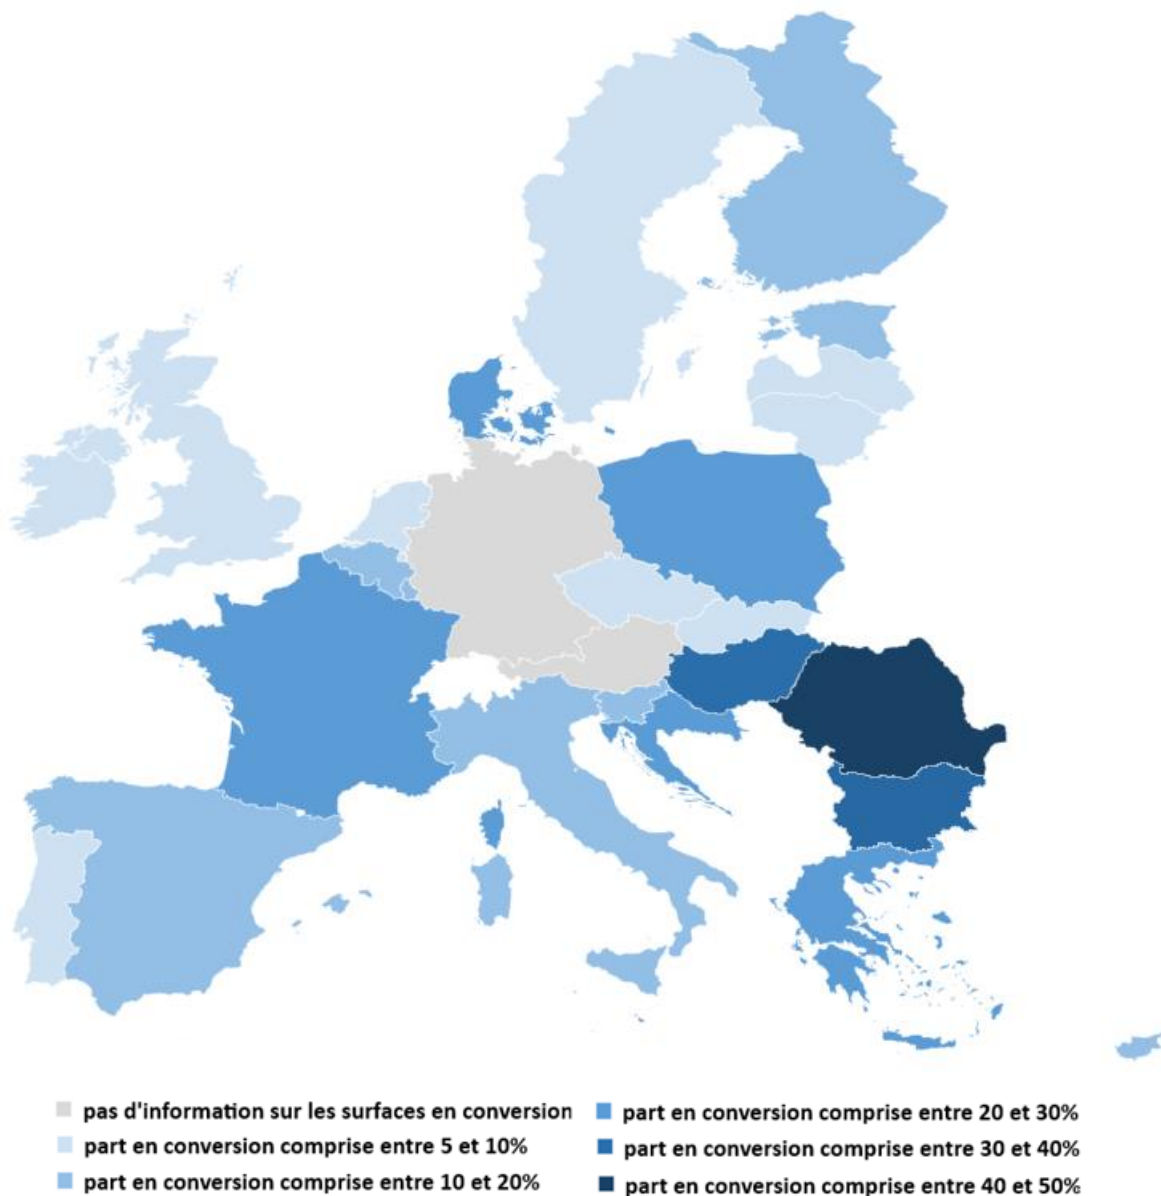 pas d'information sur les surfaces en conversion
part en conversion comprise entre 5 et 10%
part en conversion comprise entre 10 et 20%
part en conversion comprise entre 20 et 30%
part en conversion comprise entre 30 et 40%
part en conversion comprise entre 40 et 50%